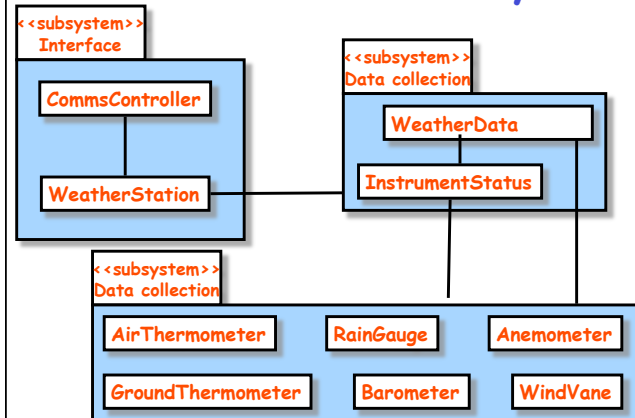 <<subsystem>>
Interface
CommsController
WeatherStation
<<subsystem>>
Data collection
WeatherData
InstrumentStatus
<<subsystem>>
Data collection
AirThermometer
RainGauge
Anemometer
GroundThermometer
Barometer
WindVane